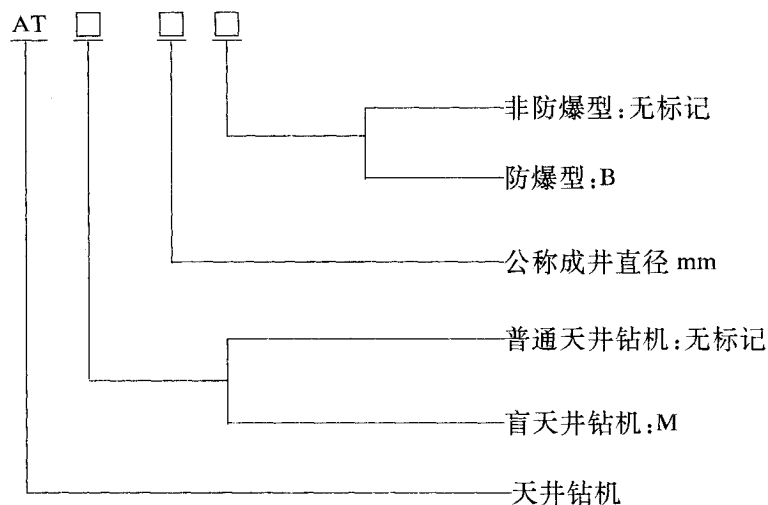 AT □ □ □
非防爆型:无标记
防爆型:B
公称成井直径 mm
普通天井钻机:无标记
盲天井钻机:M
天井钻机